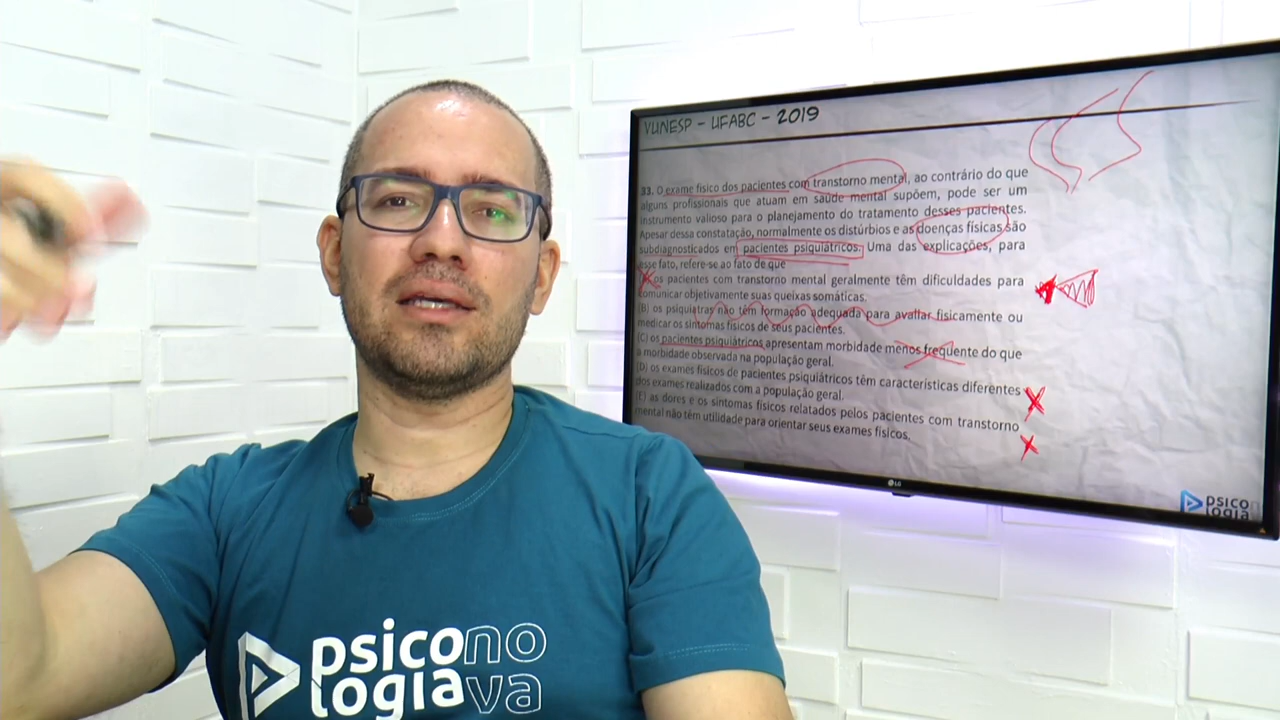 VUNESP - UFABC - 2019
33. O exame físico dos pacientes com transtorno mental, ao contrário do que
alguns profissionais que atuam em saúde mental supõem, pode ser um
instrumento valioso para o planejamento do tratamento desses pacientes.
Apesar dessa constatação, normalmente os distúrbios e as doenças físicas são
subdiagnosticados em pacientes psiquiátricos. Uma das explicações, para
esse fato, refere-se ao fato de que
os pacientes com transtorno mental geralmente têm dificuldades para
comunicar objetivamente suas queixas somáticas.
(B) os psiquiatras não têm formação adequada para avaliar fisicamente ou
medicar os sintomas físicos de seus pacientes.
(C) os pacientes psiquiátricos apresentam morbidade menos frequente do que
a morbidade observada na população geral.
(D) os exames físicos de pacientes psiquiátricos têm características diferentes
dos exames realizados com a população geral.
(E) as dores e os sintomas físicos relatados pelos pacientes com transtorno
mental não têm utilidade para orientar seus exames físicos.
LG
psico
logia
psicono
logiava